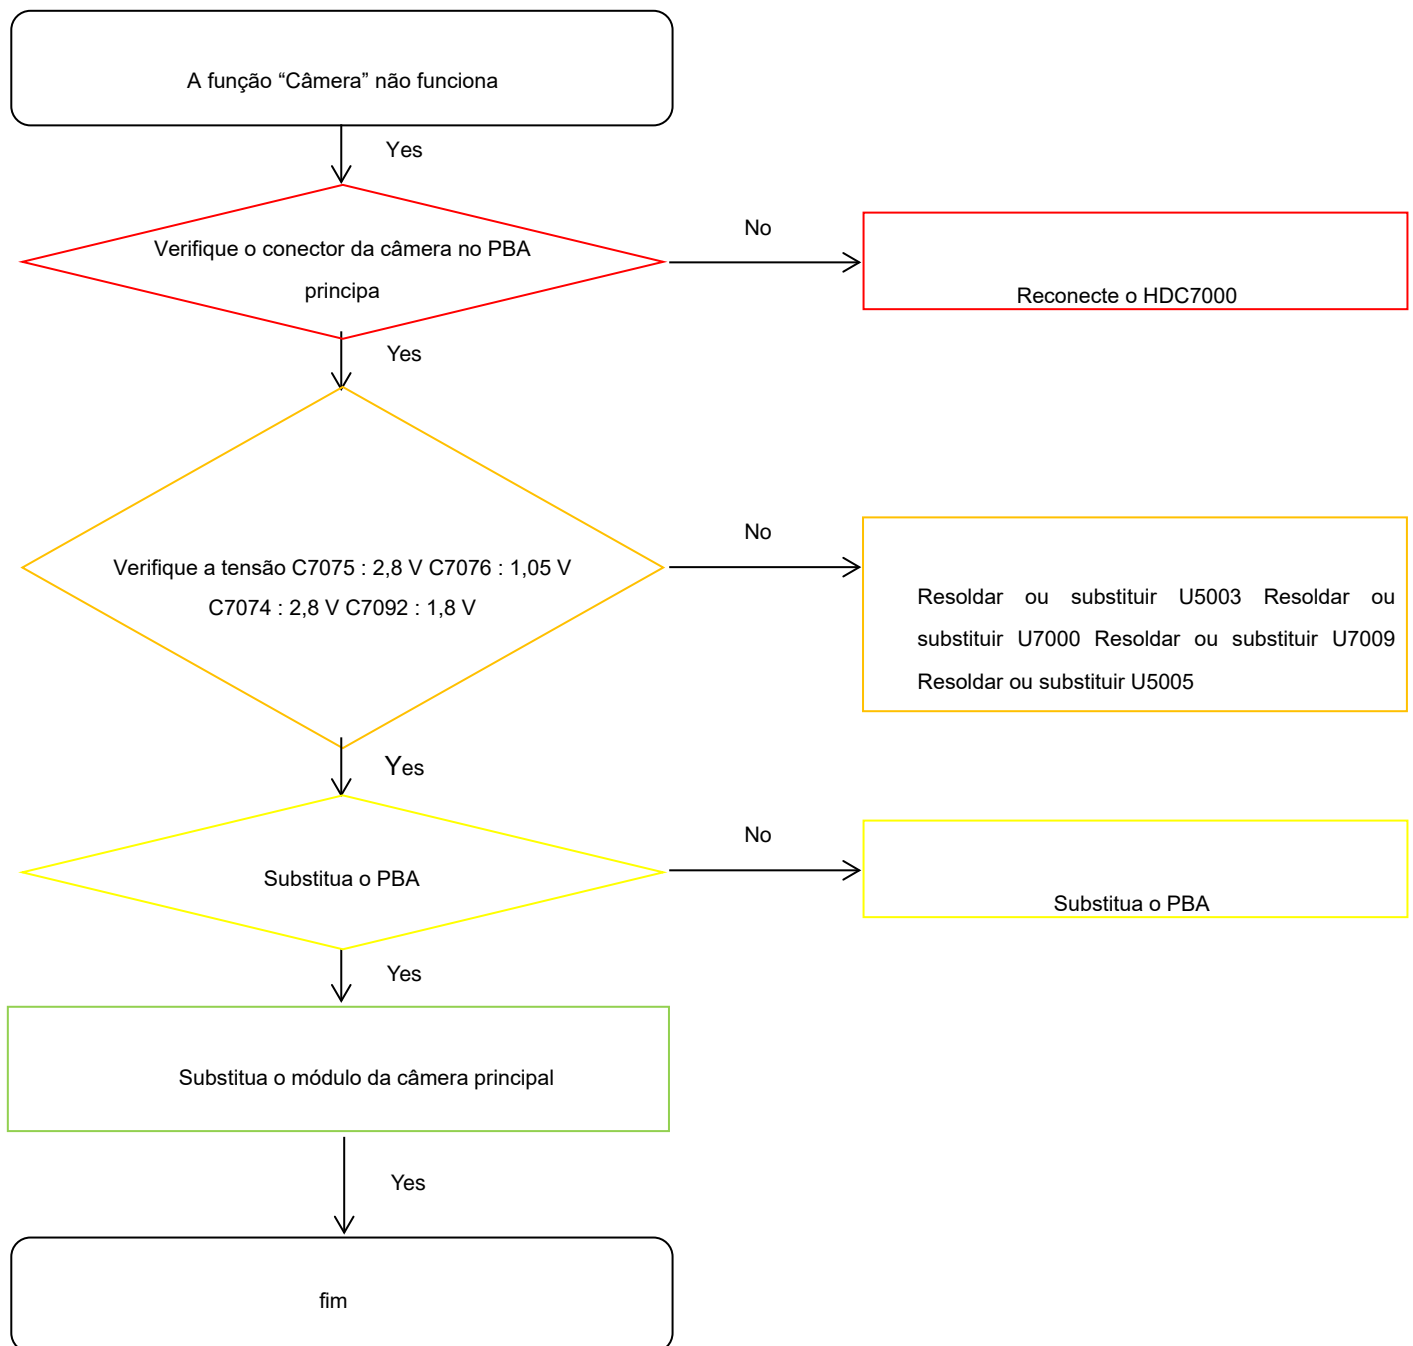 A função “Câmera” não funciona
Yes
Verifique o conector da câmera no PBA
principa
No
Reconecte o HDC7000
Yes
Verifique a tensão C7075 : 2,8 V C7076 : 1,05 V
C7074 : 2,8 V C7092 : 1,8 V
No
Resoldar ou substituir U5003 Resoldar ou
substituir U7000 Resoldar ou substituir U7009
Resoldar ou substituir U5005
Yes
Substitua o PBA
No
Substitua o PBA
Yes
Substitua o módulo da câmera principal
Yes
fim